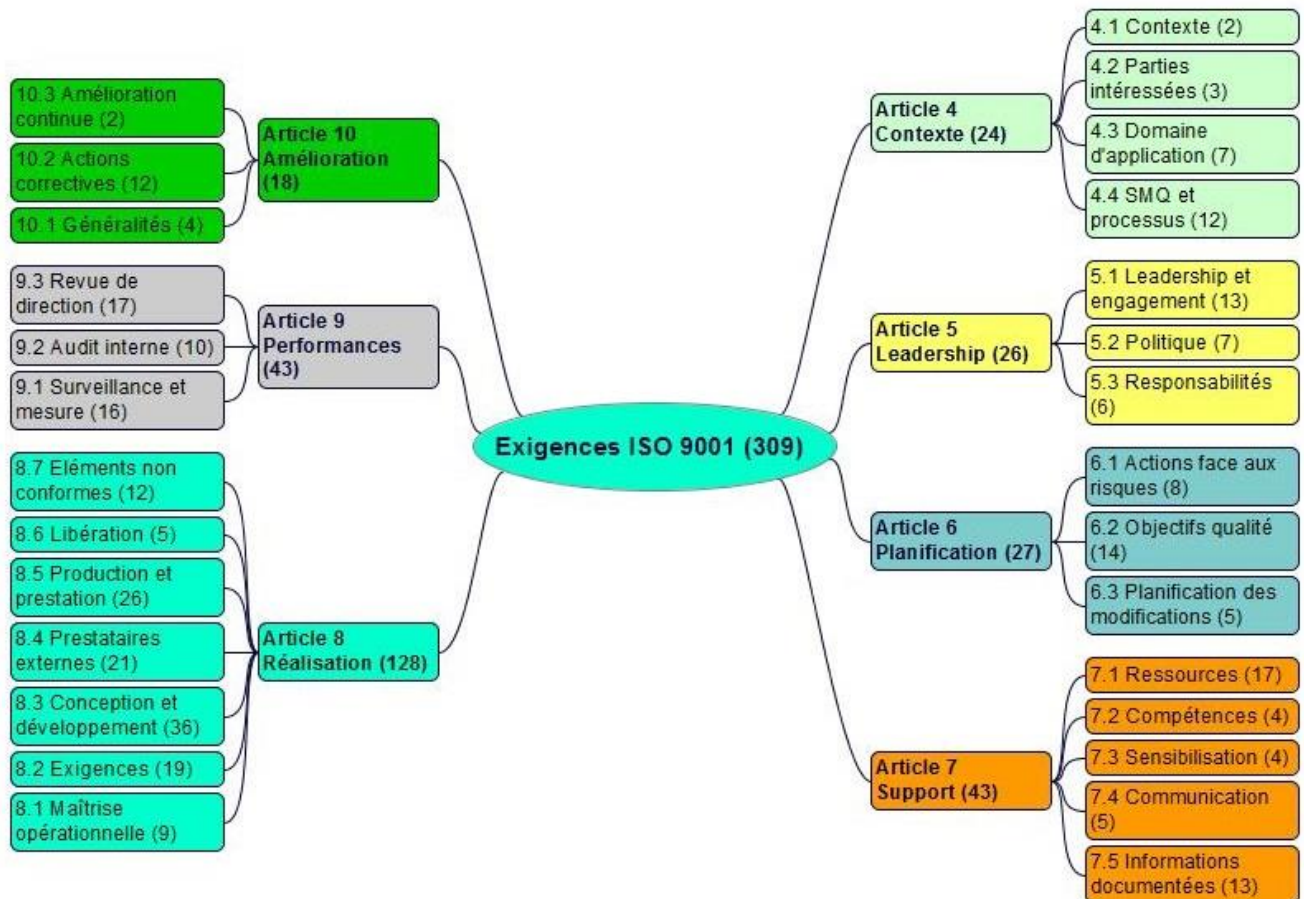 Exigences ISO 9001 (309)
Article 4
Contexte (24)
4.1 Contexte (2)
4.2 Parties
intéressées (3)
4.3 Domaine
d'application (7)
4.4 SMQ et
processus (12)
Article 5
Leadership (26)
5.1 Leadership et
engagement (13)
5.2 Politique (7)
5.3 Responsabilités
(6)
Article 6
Planification (27)
6.1 Actions face aux
risques (8)
6.2 Objectifs qualité
(14)
6.3 Planification des
modifications (5)
Article 7
Support (43)
7.1 Ressources (17)
7.2 Compétences (4)
7.3 Sensibilisation (4)
7.4 Communication
(5)
7.5 Informations
documentées (13)
Article 10
Amélioration
(18)
10.3 Amélioration
continue (2)
10.2 Actions
correctives (12)
10.1 Généralités (4)
Article 9
Performances
(43)
9.3 Revue de
direction (17)
9.2 Audit interne (10)
9.1 Surveillance et
mesure (16)
Article 8
Réalisation (128)
8.7 Eléments non
conformes (12)
8.6 Libération (5)
8.5 Production et
prestation (26)
8.4 Prestataires
externes (21)
8.3 Conception et
développement (36)
8.2 Exigences (19)
8.1 Maîtrise
opérationnelle (9)